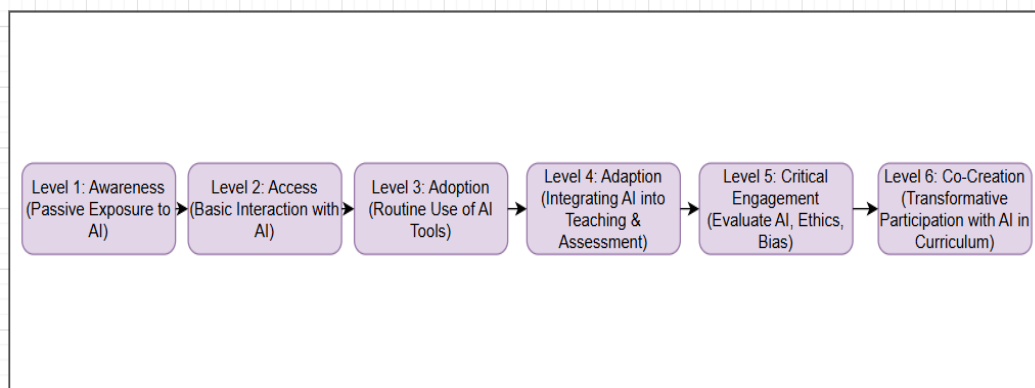 Level 1: Awareness
(Passive Exposure to
AI)
Level 2: Access
(Basic Interaction with
AI)
Level 3: Adoption
(Routine Use of AI
Tools)
Level 4: Adaption
(Integrating AI into
Teaching &
Assessment)
Level 5: Critical
Engagement
(Evaluate AI, Ethics,
Bias)
Level 6: Co-Creation
(Transformative
Participation with AI in
Curriculum)